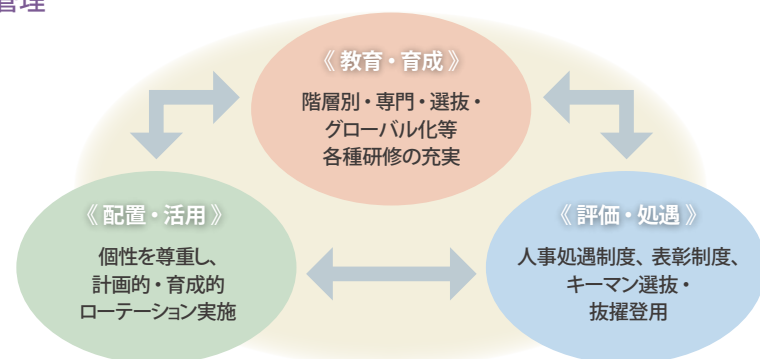 管理
《 教育・育成 》
階層別・専門・選抜・
グローバル化等
各種研修の充実
《 配置・活用 》
個性を尊重し、
計画的・育成的
ローテーション実施
《 評価・処遇 》
人事処遇制度、表彰制度、
キーマン選抜・
抜擢登用